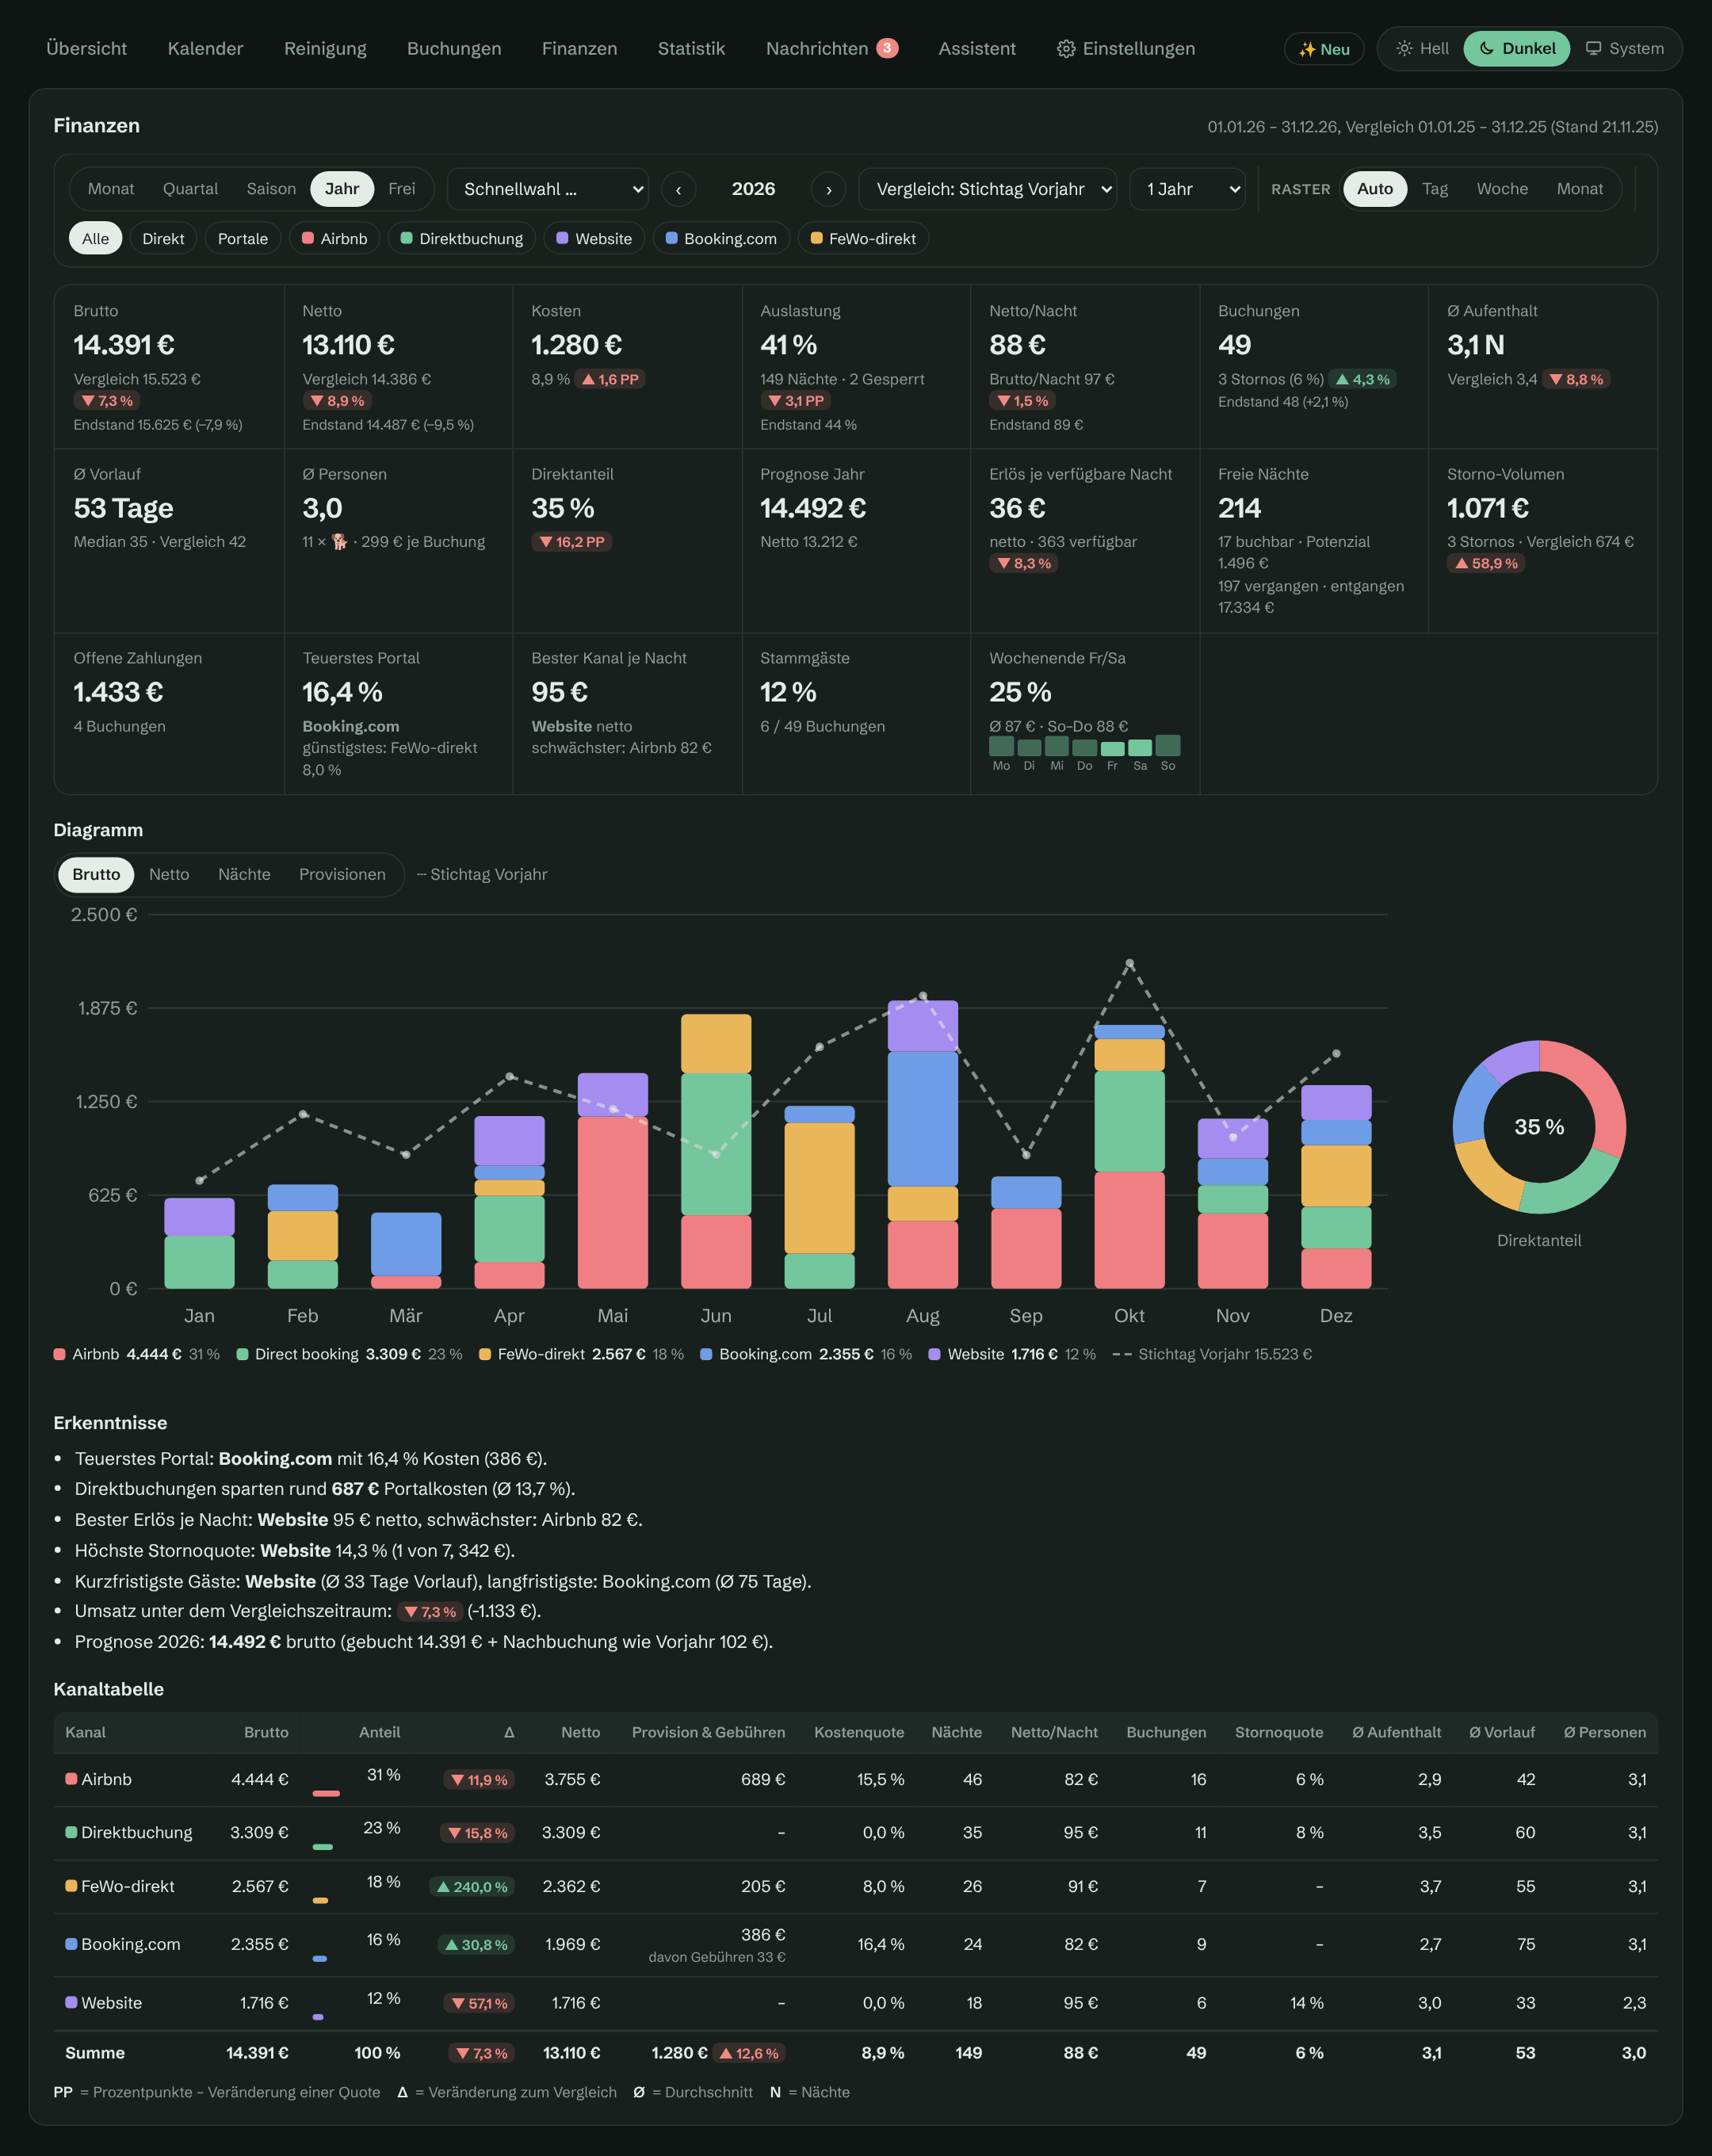 Übersicht Kalender Reinigung Buchungen Finanzen Statistik Nachrichten 3 Assistent Einstellungen ✨ Neu Hell Dunkel System
Finanzen 01.01.26 – 31.12.26, Vergleich 01.01.25 – 31.12.25 (Stand 21.11.25)
Monat Quartal Saison Jahr Frei Schnellwahl ... ‹ 2026 › Vergleich: Stichtag Vorjahr 1 Jahr RASTER Auto Tag Woche Monat
Alle Direkt Portale Airbnb Direktbuchung Website Booking.com FeWo-direkt
Brutto
14.391 €
Vergleich 15.523 €
▼ 7,3 %
Endstand 15.625 € (−7,9 %)
Netto
13.110 €
Vergleich 14.386 €
▼ 8,9 %
Endstand 14.487 € (−9,5 %)
Kosten
1.280 €
8,9 % ▲ 1,6 PP
Auslastung
41 %
149 Nächte · 2 Gesperrt
▼ 3,1 PP
Endstand 44 %
Netto/Nacht
88 €
Brutto/Nacht 97 €
▼ 1,5 %
Endstand 89 €
Buchungen
49
3 Stornos (6 %) ▲ 4,3 %
Endstand 48 (+2,1 %)
Ø Aufenthalt
3,1 N
Vergleich 3,4 ▼ 8,8 %
Ø Vorlauf
53 Tage
Median 35 · Vergleich 42
Ø Personen
3,0
11 × 🐕 · 299 € je Buchung
Direktanteil
35 %
▼ 16,2 PP
Prognose Jahr
14.492 €
Netto 13.212 €
Erlös je verfügbare Nacht
36 €
netto · 363 verfügbar
▼ 8,3 %
Freie Nächte
214
17 buchbar · Potenzial
1.496 €
197 vergangen · entgangen
17.334 €
Storno-Volumen
1.071 €
3 Stornos · Vergleich 674 €
▲ 58,9 %
Offene Zahlungen
1.433 €
4 Buchungen
Teuerstes Portal
16,4 %
Booking.com
günstigstes: FeWo-direkt
8,0 %
Bester Kanal je Nacht
95 €
Website netto
schwächster: Airbnb 82 €
Stammgäste
12 %
6 / 49 Buchungen
Wochenende Fr/Sa
25 %
Ø 87 € · So–Do 88 €
Mo Di Mi Do Fr Sa So
Diagramm
Brutto Netto Nächte Provisionen ┄ Stichtag Vorjahr
2.500 €
1.875 €
1.250 €
625 €
0 €
Jan Feb Mär Apr Mai Jun Jul Aug Sep Okt Nov Dez
35 %
Direktanteil
Airbnb 4.444 € 31 % Direct booking 3.309 € 23 % FeWo-direkt 2.567 € 18 % Booking.com 2.355 € 16 % Website 1.716 € 12 % Stichtag Vorjahr 15.523 €
Erkenntnisse
• Teuerstes Portal: Booking.com mit 16,4 % Kosten (386 €).
• Direktbuchungen sparten rund 687 € Portalkosten (Ø 13,7 %).
• Bester Erlös je Nacht: Website 95 € netto, schwächster: Airbnb 82 €.
• Höchste Stornoquote: Website 14,3 % (1 von 7, 342 €).
• Kurzfristigste Gäste: Website (Ø 33 Tage Vorlauf), langfristigste: Booking.com (Ø 75 Tage).
• Umsatz unter dem Vergleichszeitraum: ▼ 7,3 % (-1.133 €).
• Prognose 2026: 14.492 € brutto (gebucht 14.391 € + Nachbuchung wie Vorjahr 102 €).
Kanaltabelle
Kanal Brutto Anteil Δ Netto Provision & Gebühren Kostenquote Nächte Netto/Nacht Buchungen Stornoquote Ø Aufenthalt Ø Vorlauf Ø Personen
Airbnb 4.444 € 31 % ▼ 11,9 % 3.755 € 689 € 15,5 % 46 82 € 16 6 % 2,9 42 3,1
Direktbuchung 3.309 € 23 % ▼ 15,8 % 3.309 € – 0,0 % 35 95 € 11 8 % 3,5 60 3,1
FeWo-direkt 2.567 € 18 % ▲ 240,0 % 2.362 € 205 € 8,0 % 26 91 € 7 – 3,7 55 3,1
Booking.com 2.355 € 16 % ▲ 30,8 % 1.969 € 386 € 16,4 % 24 82 € 9 – 2,7 75 3,1
davon Gebühren 33 €
Website 1.716 € 12 % ▼ 57,1 % 1.716 € – 0,0 % 18 95 € 6 14 % 3,0 33 2,3
Summe 14.391 € 100 % ▼ 7,3 % 13.110 € 1.280 € ▲ 12,6 % 8,9 % 149 88 € 49 6 % 3,1 53 3,0
PP = Prozentpunkte – Veränderung einer Quote Δ = Veränderung zum Vergleich Ø = Durchschnitt N = Nächte